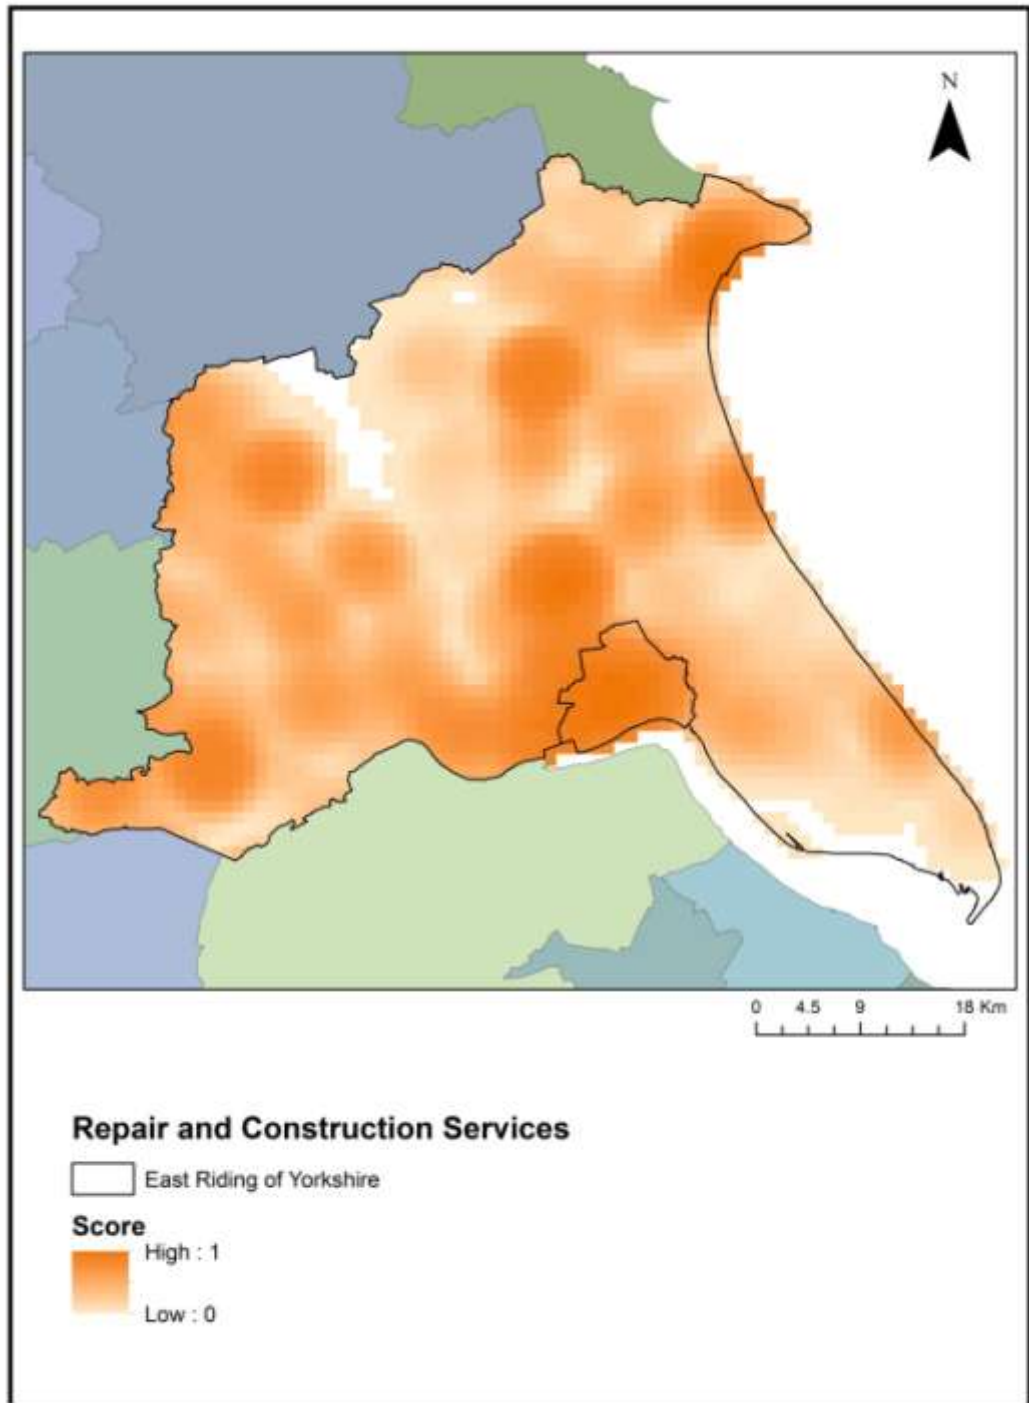 N
0 4.5 9 18 Km
Repair and Construction Services
East Riding of Yorkshire
Score
High : 1
Low : 0